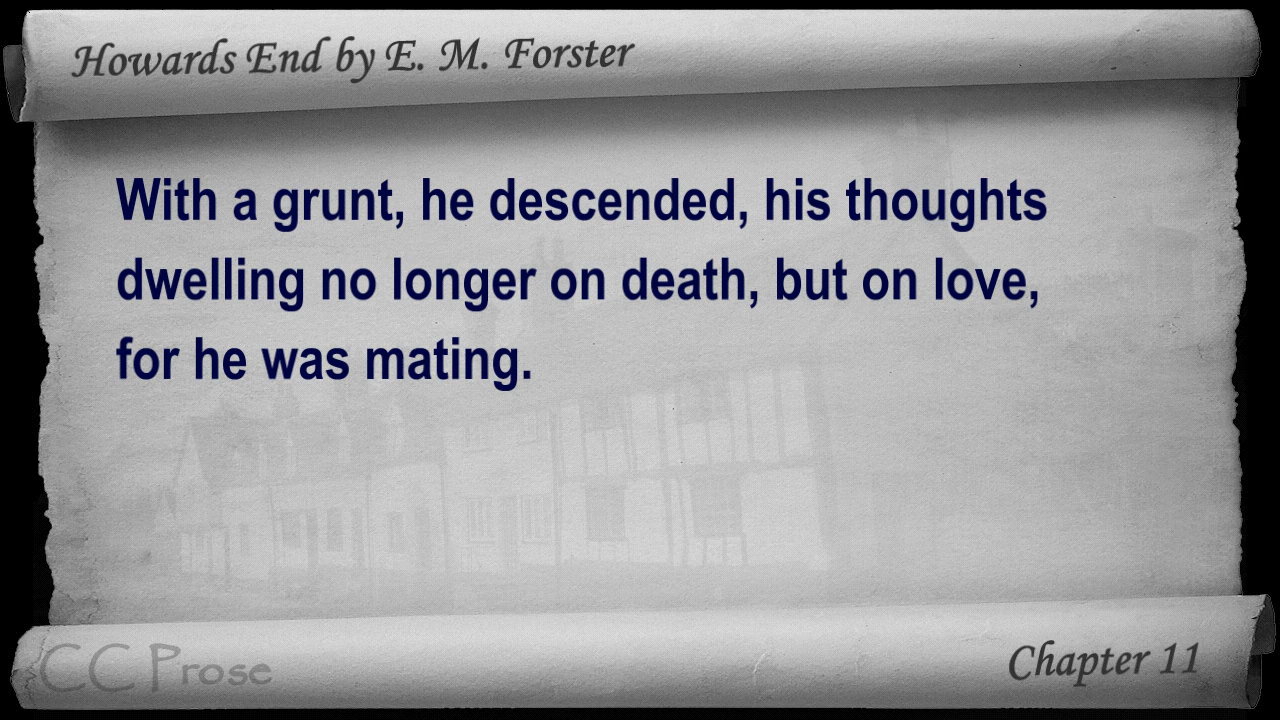 Howards End by E. M. Forster
With a grunt, he descended, his thoughts
dwelling no longer on death, but on love,
for he was mating.
CC Prose
Chapter 11